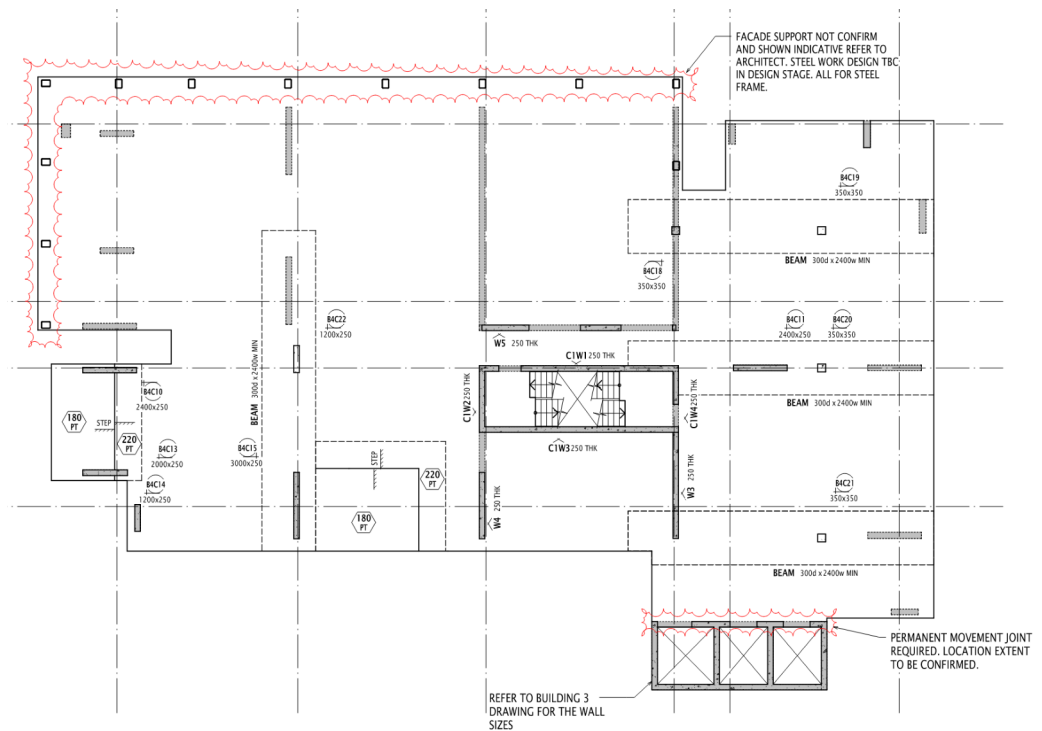 FACADE SUPPORT NOT CONFIRM
AND SHOWN INDICATIVE REFER TO
ARCHITECT. STEEL WORK DESIGN TBC
IN DESIGN STAGE. ALL FOR STEEL
FRAME.
B4C19
350x350
BEAM 300d x 2400w MIN
B4C18
350x350
B4C22
1200x250
B4C11
2400x250
B4C20
350x350
W5 250 THK
C1W1 250 THK
BEAM 300d x 2400w MIN
B4C10
2400x250
C1W2 250 THK
C1W4 250 THK
BEAM 300d x 2400w MIN
180
PT
STEP
220
PT
B4C13
2000x250
B4C15
3000x250
C1W3 250 THK
STEP
220
PT
W3 250 THK
B4C14
1200x250
B4C21
350x350
W4 250 THK
180
PT
BEAM 300d x 2400w MIN
PERMANENT MOVEMENT JOINT
REQUIRED. LOCATION EXTENT
TO BE CONFIRMED.
REFER TO BUILDING 3
DRAWING FOR THE WALL
SIZES